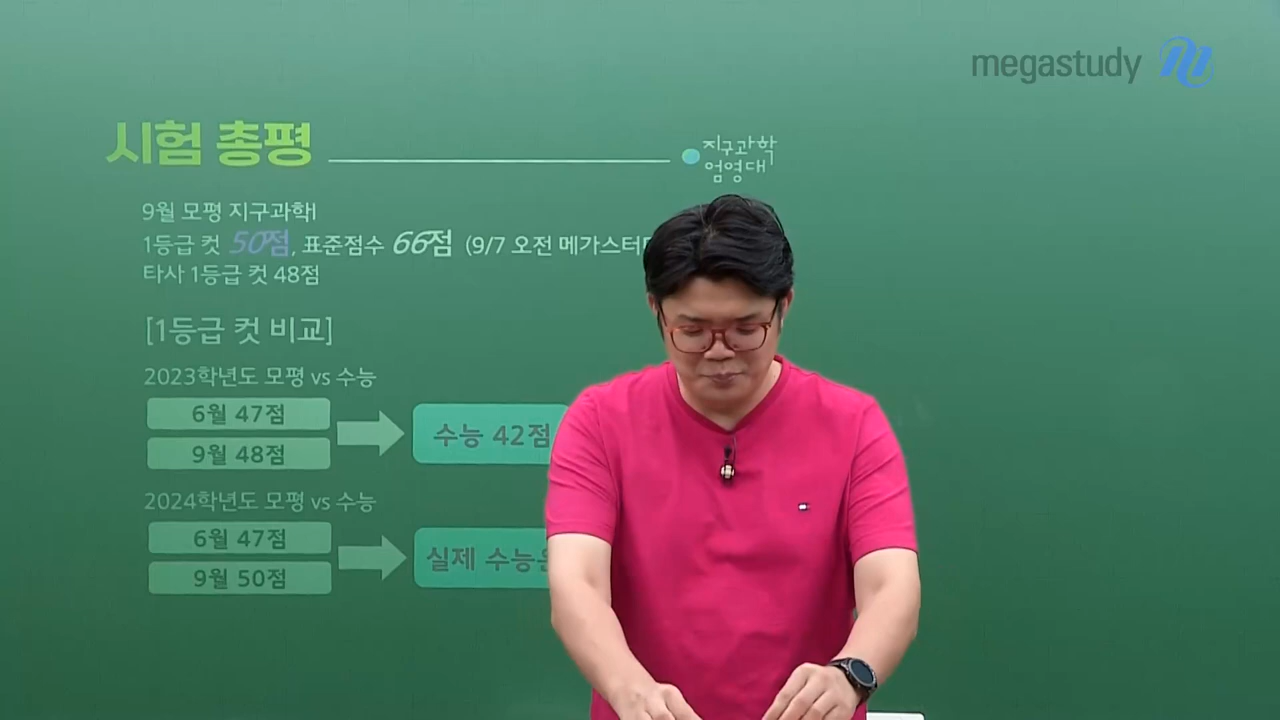 megastudy
시험 총평
지구과학
엄영대
9월 모평 지구과학I
1등급 컷 50점, 표준점수 66점 (9/7 오전 메가스터디
타사 1등급 컷 48점
[1등급 컷 비교]
2023학년도 모평 vs 수능
6월 47점
수능 42점
9월 48점
2024학년도 모평 vs 수능
6월 47점
실제 수능은
9월 50점